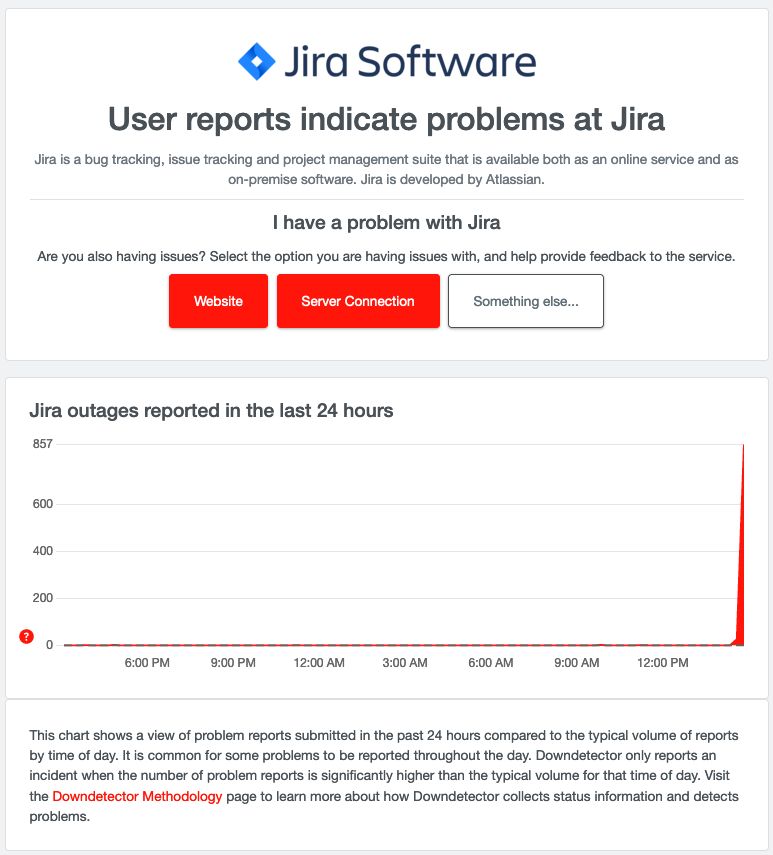 Jira Software
User reports indicate problems at Jira
Jira is a bug tracking, issue tracking and project management suite that is available both as an online service and as
on-premise software. Jira is developed by Atlassian.
I have a problem with Jira
Are you also having issues? Select the option you are having issues with, and help provide feedback to the service.
Website
Server Connection
Something else...
Jira outages reported in the last 24 hours
857
600
400
200
?
0
6:00 PM
9:00 PM
12:00 AM
3:00 AM
6:00 AM
9:00 AM
12:00 PM
This chart shows a view of problem reports submitted in the past 24 hours compared to the typical volume of reports
by time of day. It is common for some problems to be reported throughout the day. Downdetector only reports an
incident when the number of problem reports is significantly higher than the typical volume for that time of day. Visit
the Downdetector Methodology page to learn more about how Downdetector collects status information and detects
problems.